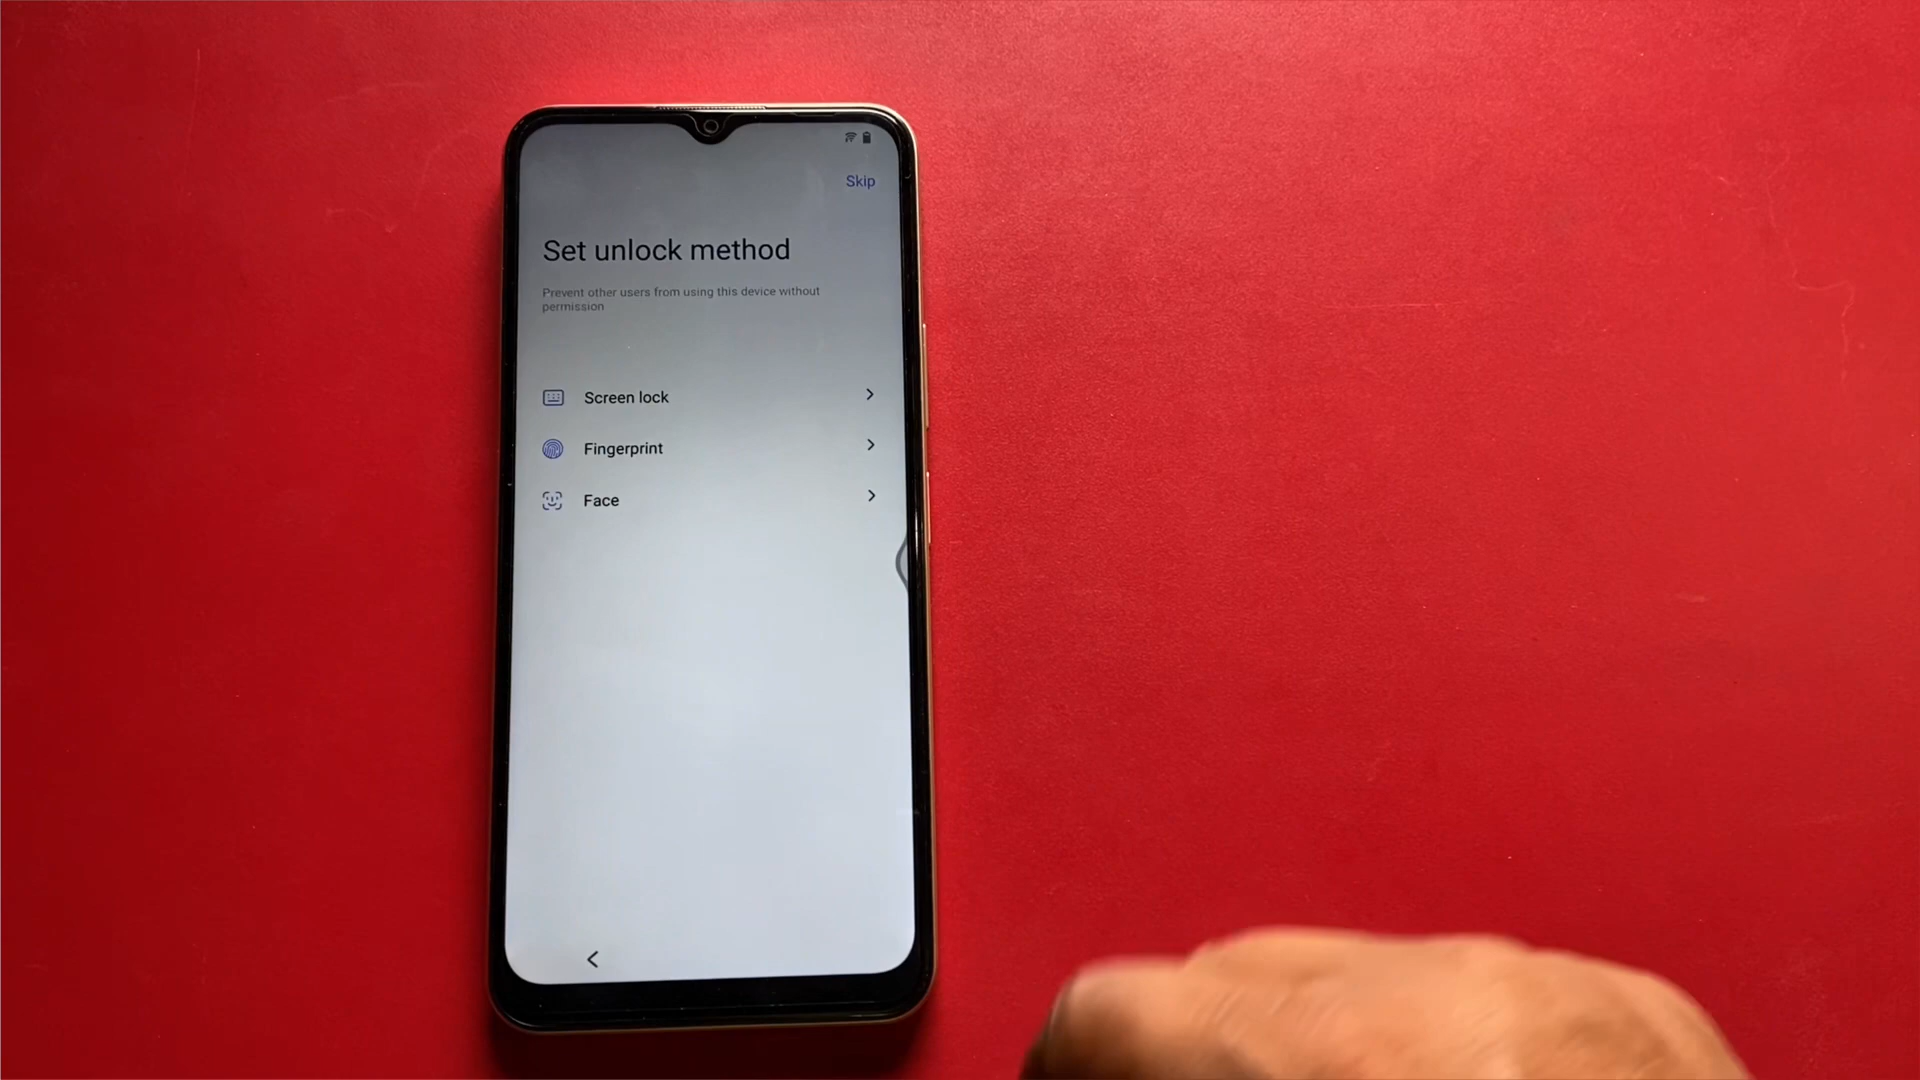 Skip
Set unlock method
Prevent other users from using this device without
permission
Screen lock
Fingerprint
Face